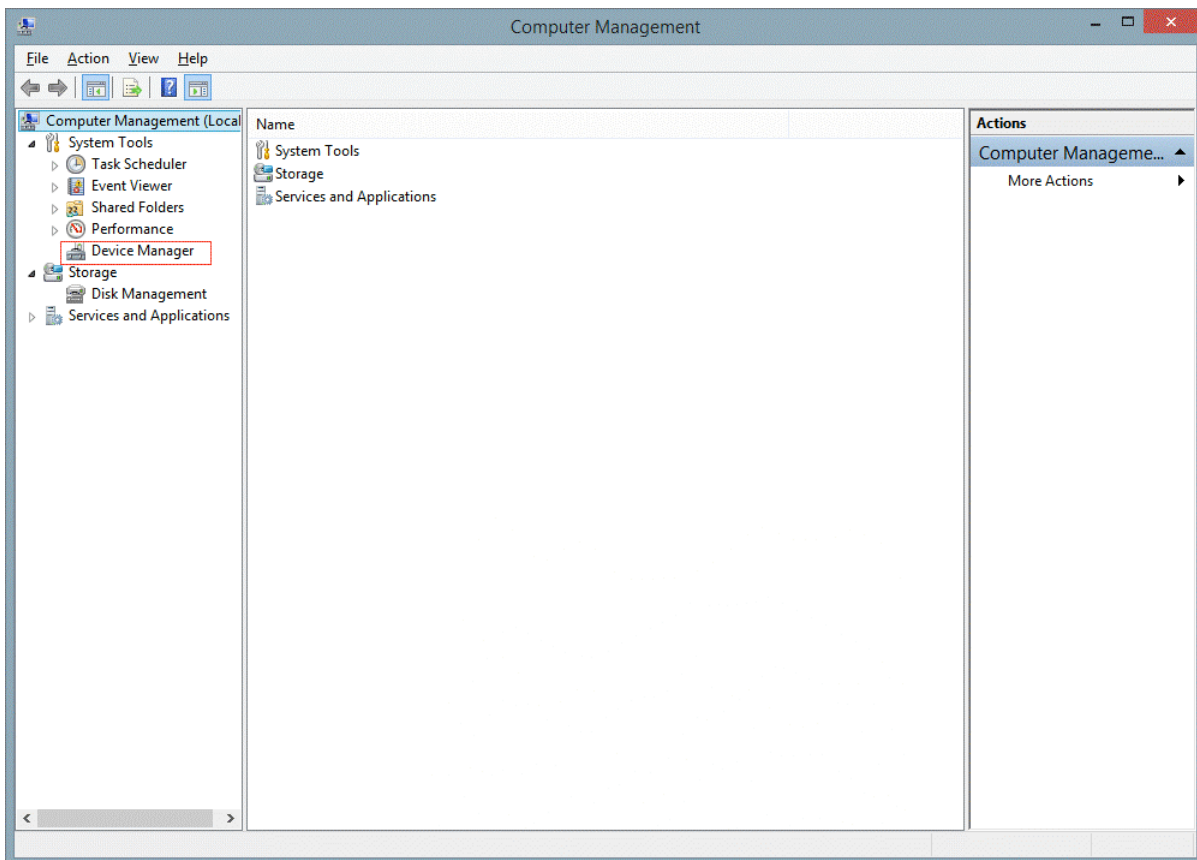 Computer Management
File Action View Help
Computer Management (Local
System Tools
Task Scheduler
Event Viewer
Shared Folders
Performance
Device Manager
Storage
Disk Management
Services and Applications
Name
System Tools
Storage
Services and Applications
Actions
Computer Manageme...
More Actions